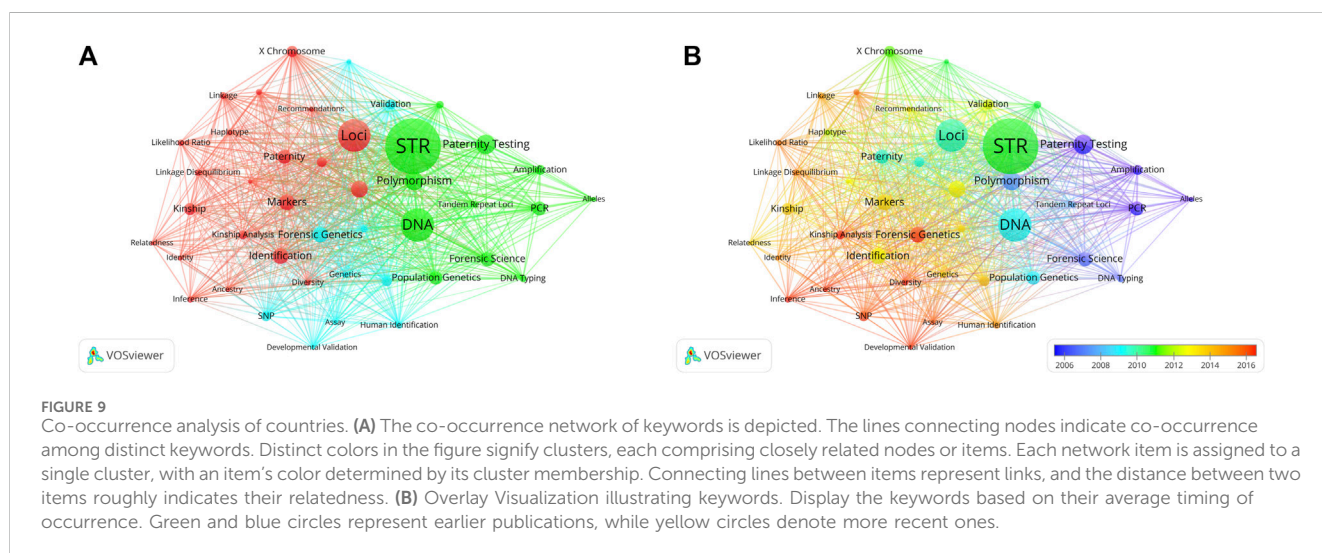 A
X Chromosome
Linkage
Recommendations
Validation
Haplotype
Loci
STR
Likelihood Ratio
Paternity
Paternity Testing
Linkage Disequilibrium
Polymorphism
Amplification
Kinship
Markers
Tandem Repeat Loci
PCR
Alleles
DNA
Relatedness
Kinship Analysis
Forensic Genetics
Identity
Identification
Forensic Science
Genetics
Population Genetics
DNA Typing
Ancestry
Diversity
Inference
SNP
Assay
Human Identification
Developmental Validation
VOSviewer
B
X Chromosome
Linkage
Recommendations
Validation
Haplotype
Loci
STR
Likelihood Ratio
Paternity
Paternity Testing
Linkage Disequilibrium
Polymorphism
Amplification
Kinship
Markers
Tandem Repeat Loci
PCR
Alleles
DNA
Relatedness
Kinship Analysis
Forensic Genetics
Identity
Identification
Forensic Science
Genetics
Population Genetics
DNA Typing
Ancestry
Diversity
Inference
SNP
Assay
Human Identification
Developmental Validation
VOSviewer
2006 2008 2010 2012 2014 2016
FIGURE 9
Co-occurrence analysis of countries. (A) The co-occurrence network of keywords is depicted. The lines connecting nodes indicate co-occurrence
among distinct keywords. Distinct colors in the figure signify clusters, each comprising closely related nodes or items. Each network item is assigned to a
single cluster, with an item's color determined by its cluster membership. Connecting lines between items represent links, and the distance between two
items roughly indicates their relatedness. (B) Overlay Visualization illustrating keywords. Display the keywords based on their average timing of
occurrence. Green and blue circles represent earlier publications, while yellow circles denote more recent ones.